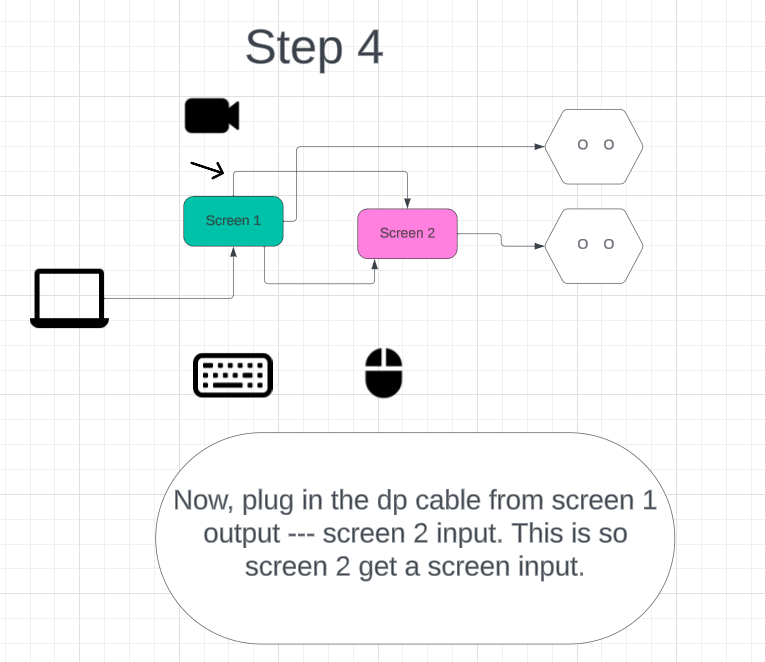 Step 4
O O
Screen 1
Screen 2
O O
Now, plug in the dp cable from screen 1
output --- screen 2 input. This is so
screen 2 get a screen input.